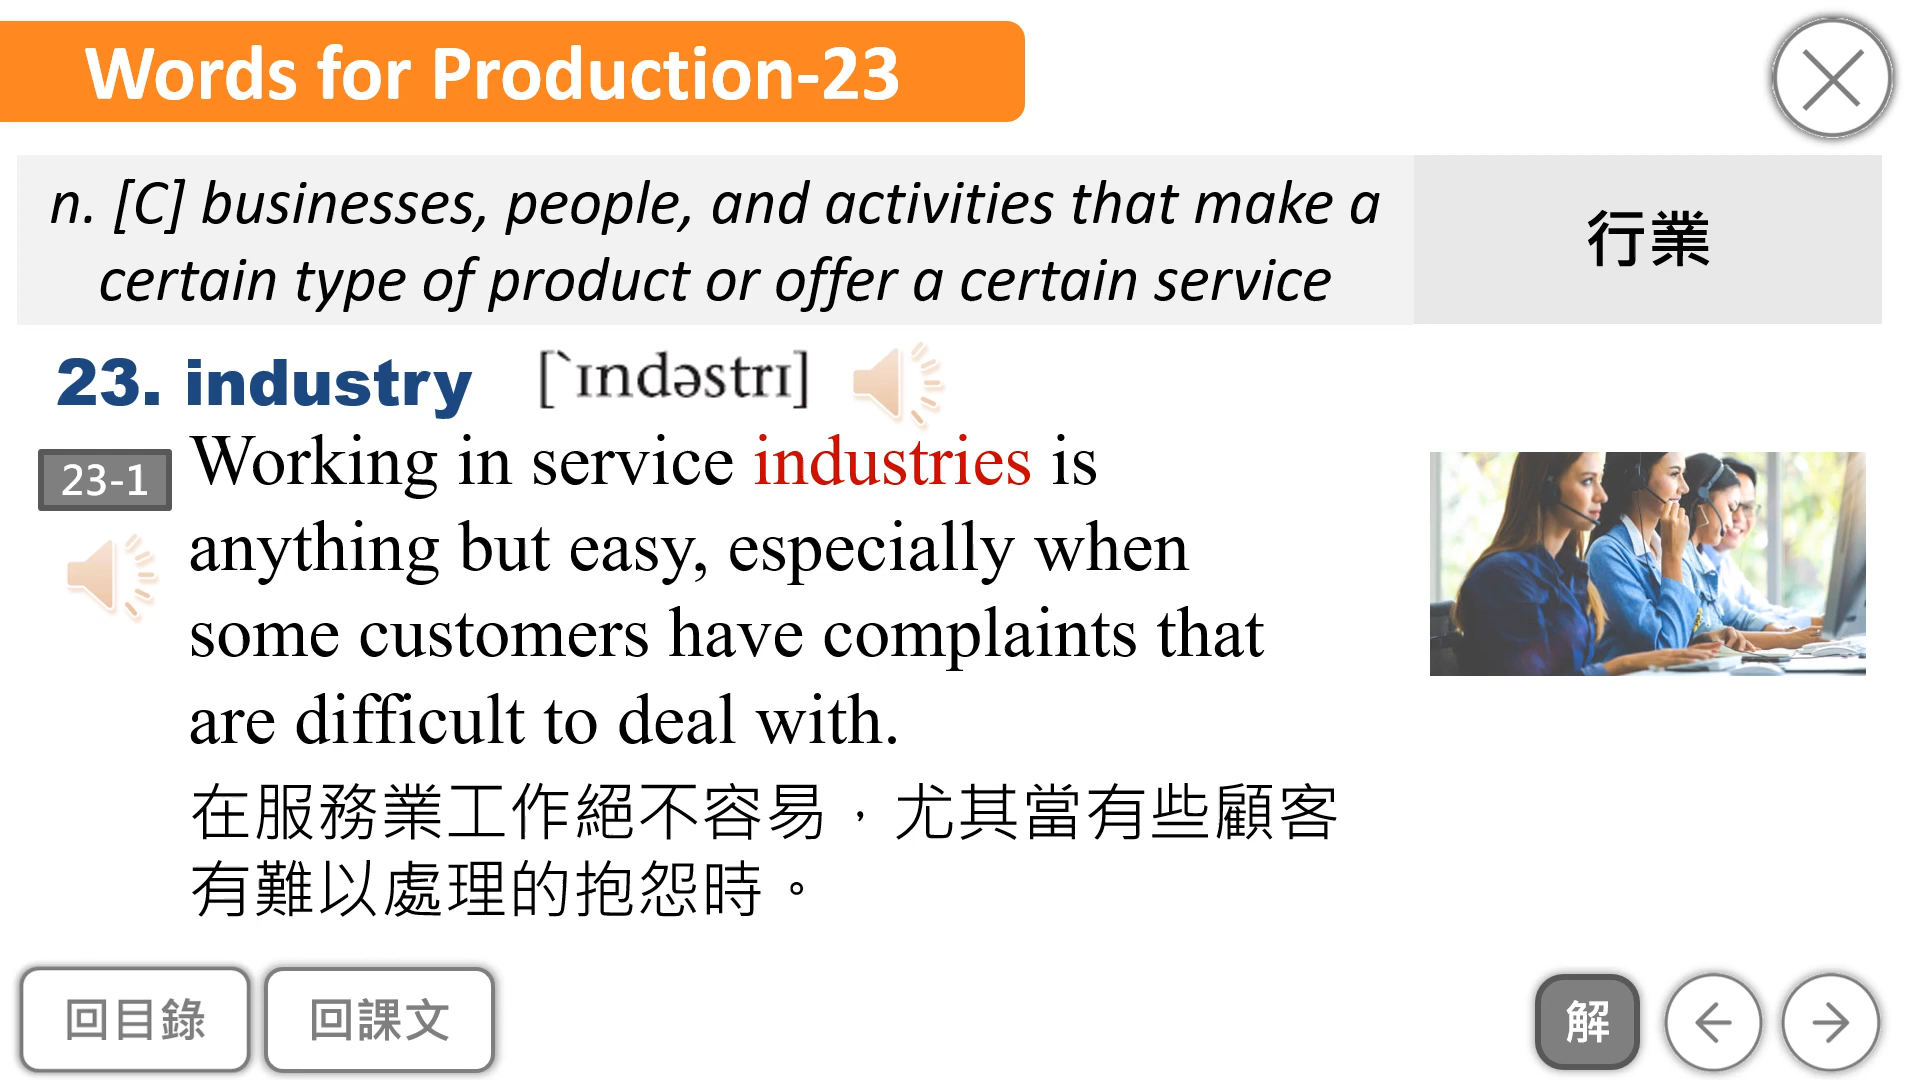 Words for Production-23
n. [C] businesses, people, and activities that make a
certain type of product or offer a certain service
行業
23. industry [ˋɪndəstrɪ]
23-1
Working in service industries is
anything but easy, especially when
some customers have complaints that
are difficult to deal with.
在服務業工作絕不容易，尤其當有些顧客
有難以處理的抱怨時。
回目錄
回課文
解